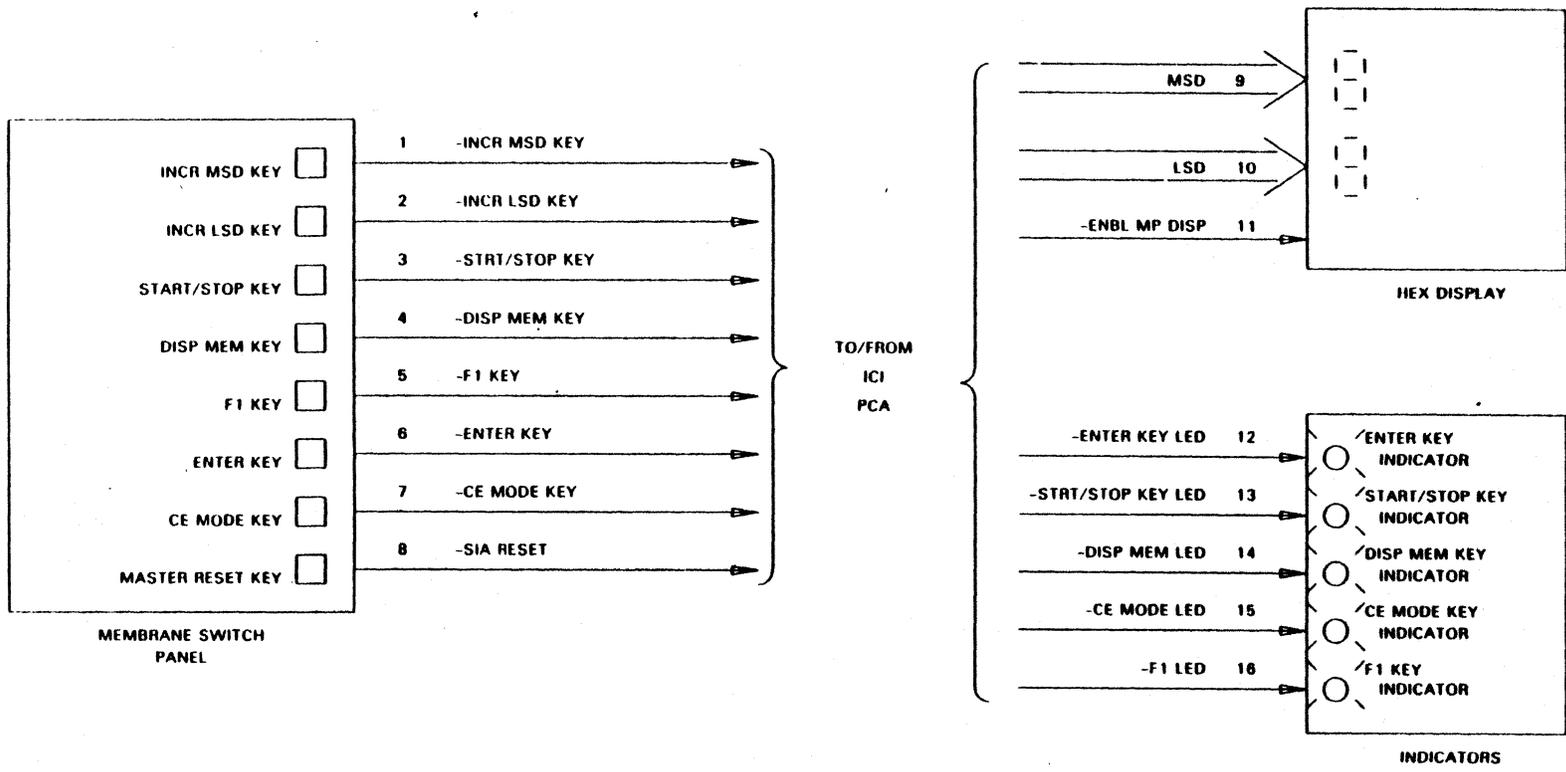 INCR MSD KEY
INCR LSD KEY
START/STOP KEY
DISP MEM KEY
F1 KEY
ENTER KEY
CE MODE KEY
MASTER RESET KEY
MEMBRANE SWITCH
PANEL
1 -INCR MSD KEY
2 -INCR LSD KEY
3 -STRT/STOP KEY
4 -DISP MEM KEY
5 -F1 KEY
6 -ENTER KEY
7 -CE MODE KEY
8 -SIA RESET
TO/FROM
ICI
PCA
MSD 9
LSD 10
-ENBL MP DISP 11
HEX DISPLAY
-ENTER KEY LED 12
-STRT/STOP KEY LED 13
-DISP MEM LED 14
-CE MODE LED 15
-F1 LED 16
ENTER KEY
INDICATOR
START/STOP KEY
INDICATOR
DISP MEM KEY
INDICATOR
CE MODE KEY
INDICATOR
F1 KEY
INDICATOR
INDICATORS